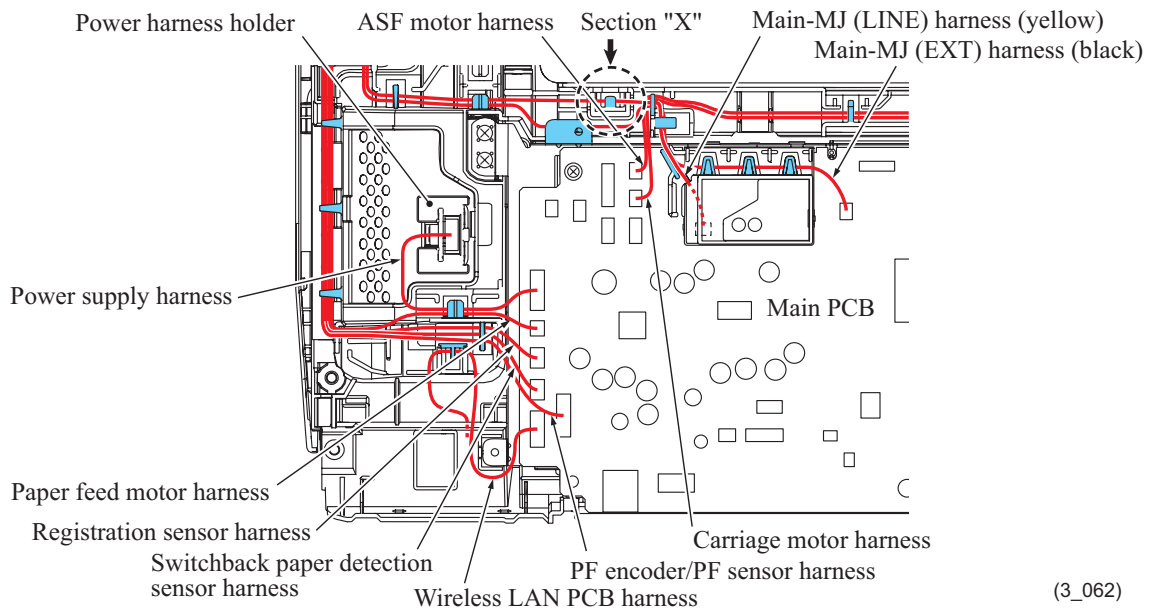 Power harness holder
ASF motor harness
Section "X"
Main-MJ (LINE) harness (yellow)
Main-MJ (EXT) harness (black)
Power supply harness
Main PCB
Paper feed motor harness
Registration sensor harness
Switchback paper detection
sensor harness
Wireless LAN PCB harness
PF encoder/PF sensor harness
Carriage motor harness
(3_062)